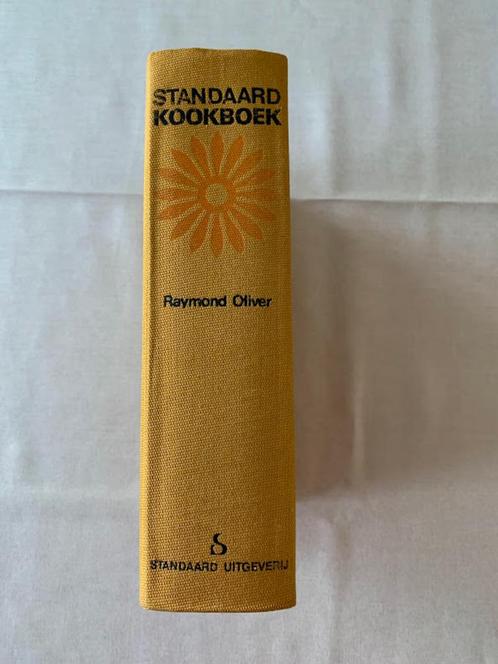 STANDAARD
KOOKBOEK
Raymond Oliver
S
STANDAARD UITGEVERIJ